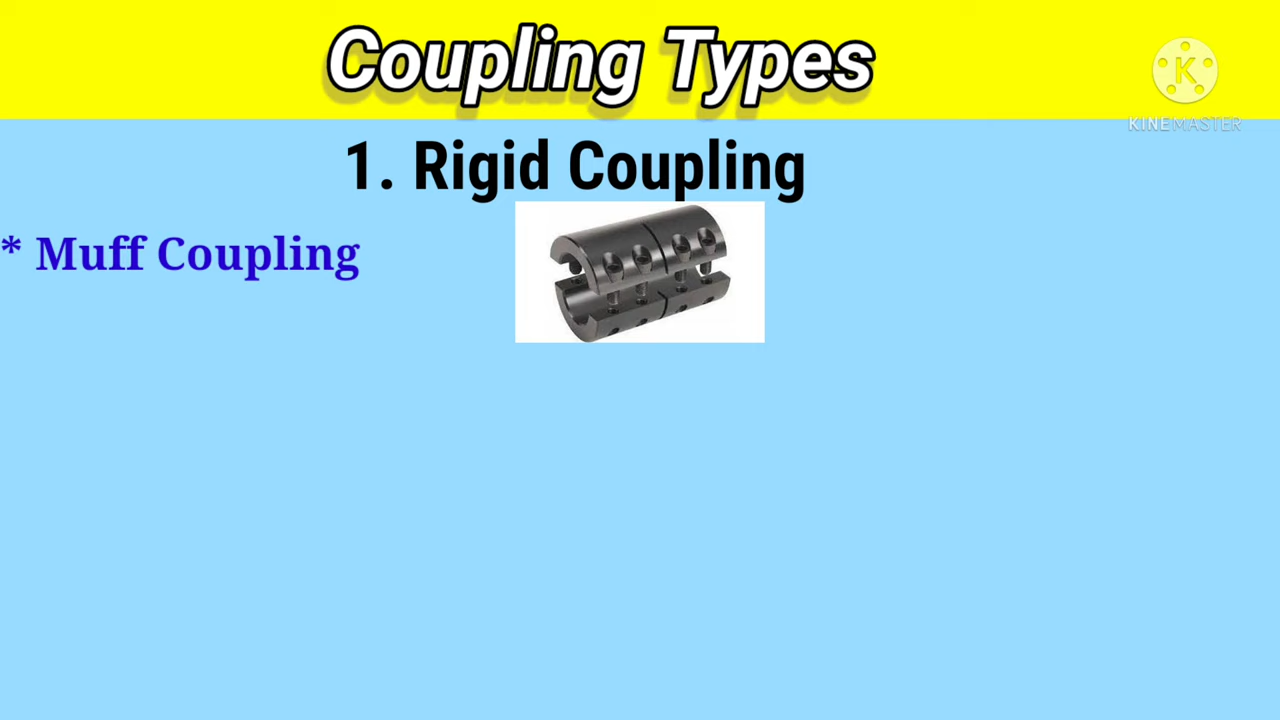 Coupling Types
K
KINEMASTER
1. Rigid Coupling
* Muff Coupling